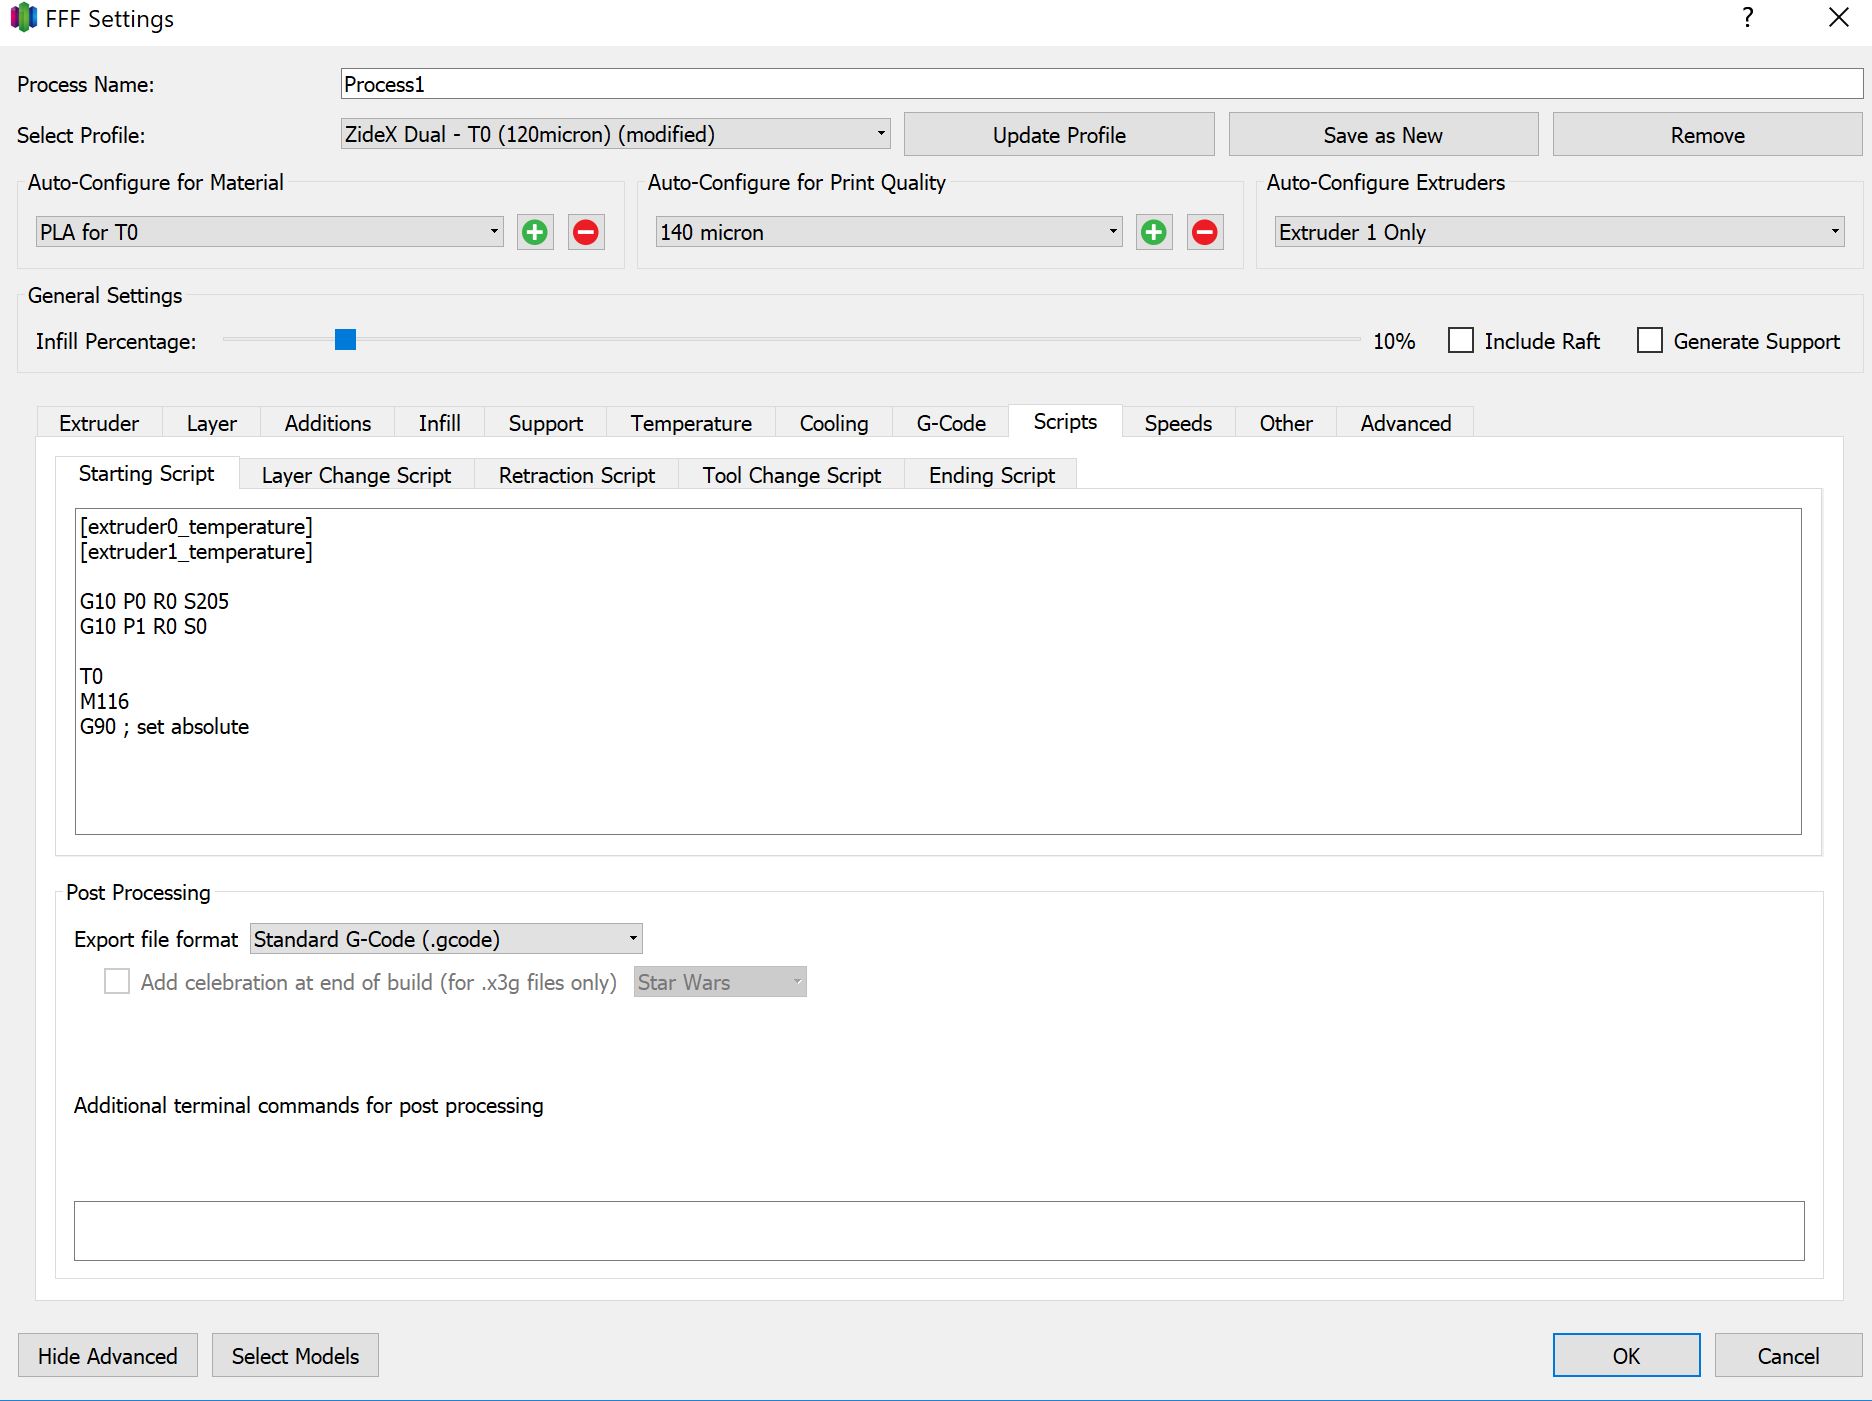 FFF Settings ?
Process Name: Process1
Select Profile: ZideX Dual - T0 (120micron) (modified) Update Profile Save as New Remove
Auto-Configure for Material Auto-Configure for Print Quality Auto-Configure Extruders
PLA for T0 140 micron Extruder 1 Only
General Settings
Infill Percentage: 10% Include Raft Generate Support
Extruder Layer Additions Infill Support Temperature Cooling G-Code Scripts Speeds Other Advanced
Starting Script Layer Change Script Retraction Script Tool Change Script Ending Script
[extruder0_temperature]
[extruder1_temperature]
G10 P0 R0 S205
G10 P1 R0 S0
T0
M116
G90 ; set absolute
Post Processing
Export file format Standard G-Code (.gcode)
Add celebration at end of build (for .x3g files only) Star Wars
Additional terminal commands for post processing
Hide Advanced Select Models OK Cancel